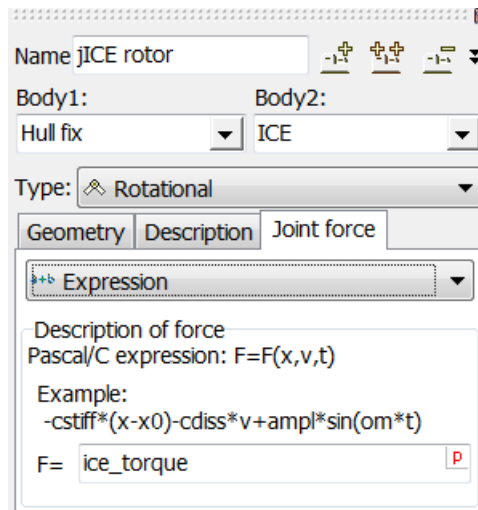 Name jICE rotor
Body1: Body2:
Hull fix ICE
Type: Rotational
Geometry Description Joint force
a+b Expression
Description of force
Pascal/C expression: F=F(x,v,t)
Example:
-cstiff*(x-x0)-cdiss*v+ampl*sin(om*t)
F= ice_torque P